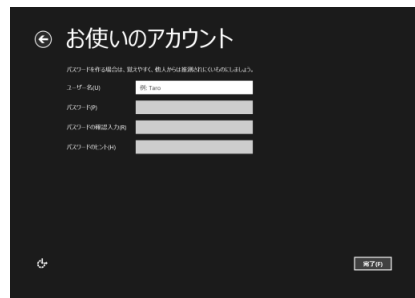 お使いのアカウント
パスワードを作る場合は、覚えやすく、他人からは推測されにくいものにしましょう。
ユーザー名(U)
例: Taro
パスワード(P)
パスワードの確認入力(R)
パスワードのヒント(H)
完了(F)